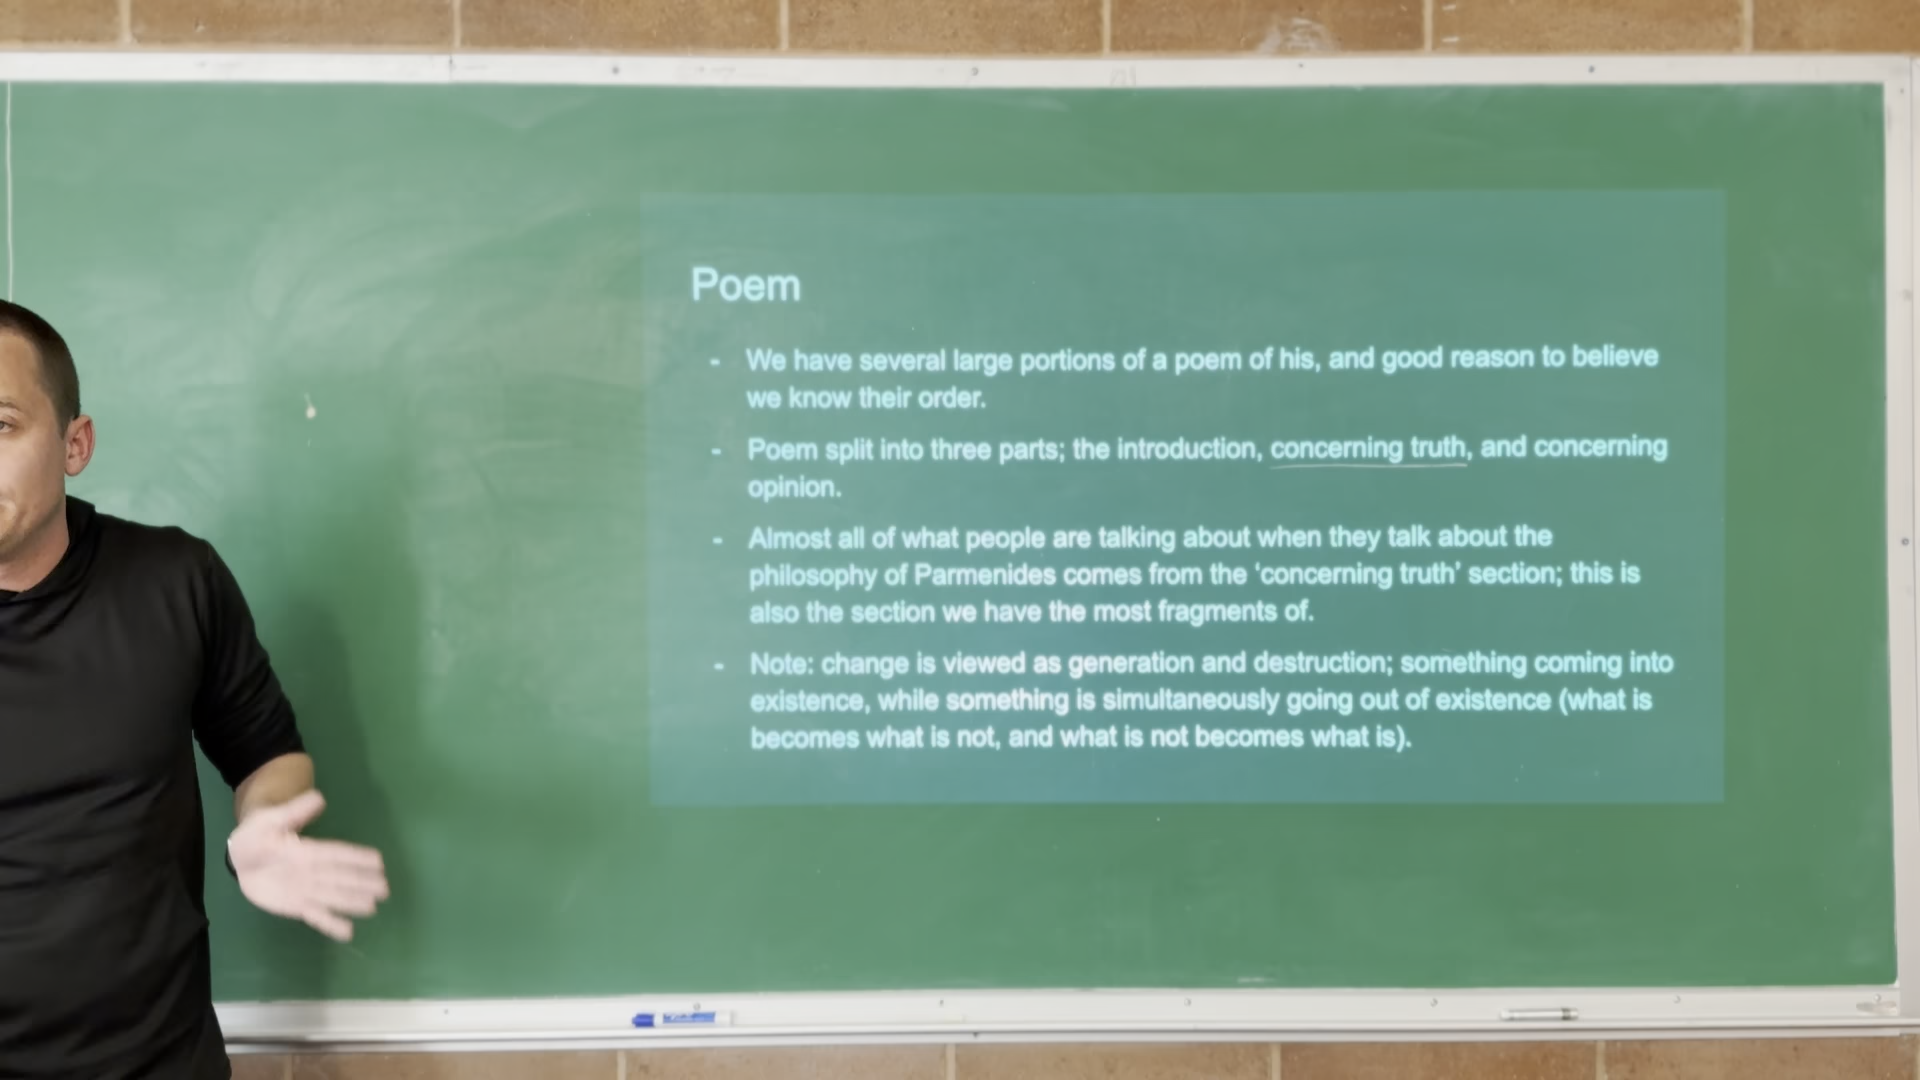 Poem
- We have several large portions of a poem of his, and good reason to believe
we know their order.
- Poem split into three parts; the introduction, concerning truth, and concerning
opinion.
- Almost all of what people are talking about when they talk about the
philosophy of Parmenides comes from the ‘concerning truth’ section; this is
also the section we have the most fragments of.
- Note: change is viewed as generation and destruction; something coming into
existence, while something is simultaneously going out of existence (what is
becomes what is not, and what is not becomes what is).